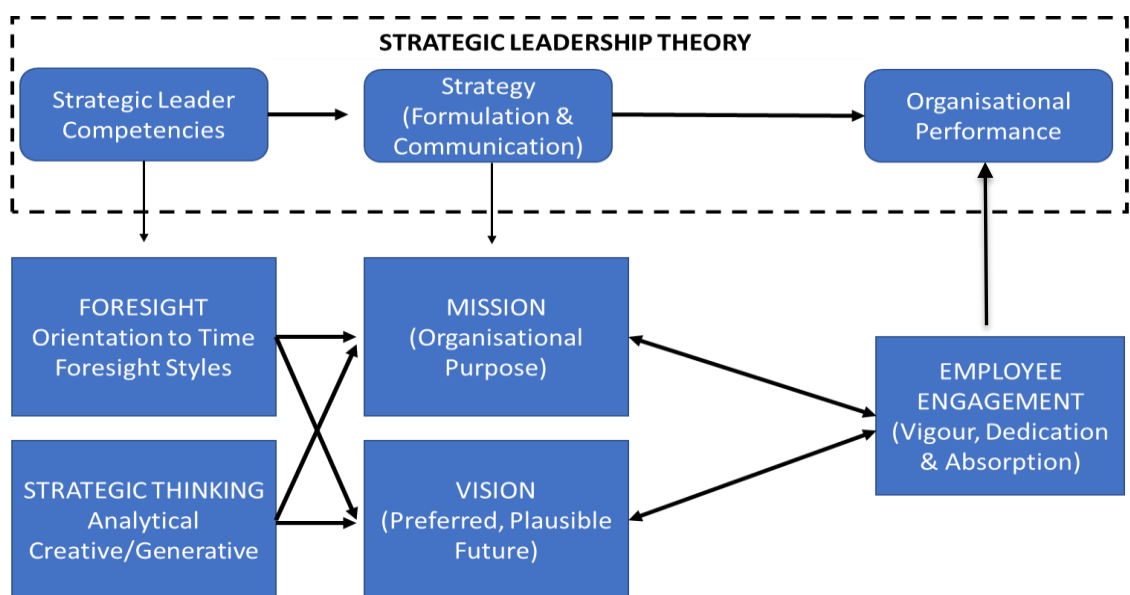 STRATEGIC LEADERSHIP THEORY
Strategic Leader
Competencies
Strategy
(Formulation &
Communication)
Organisational
Performance
FORESIGHT
Orientation to Time
Foresight Styles
MISSION
(Organisational
Purpose)
EMPLOYEE
ENGAGEMENT
(Vigour, Dedication
& Absorption)
STRATEGIC THINKING
Analytical
Creative/Generative
VISION
(Preferred, Plausible
Future)